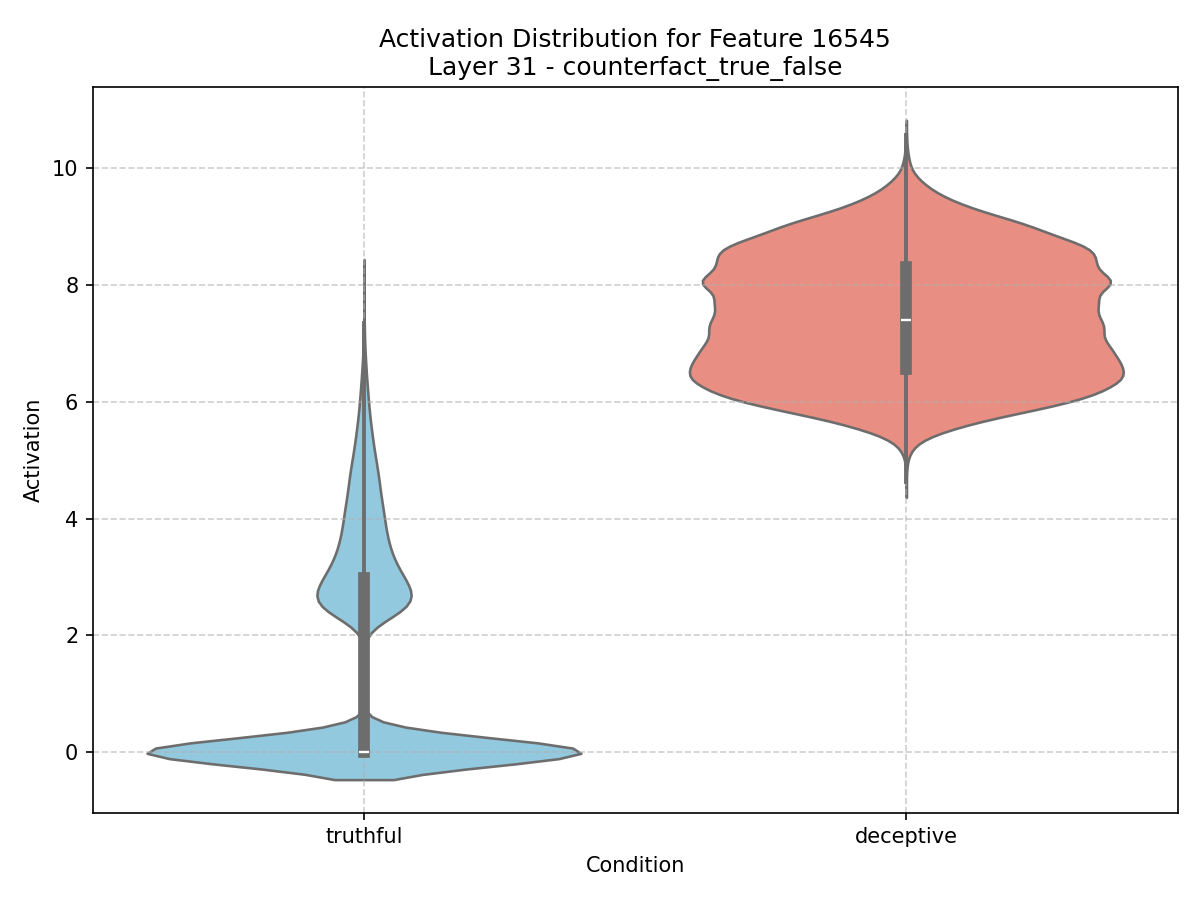 Activation Distribution for Feature 16545
Layer 31 - counterfact_true_false
10
8
6
4
2
0
Activation
truthful
deceptive
Condition